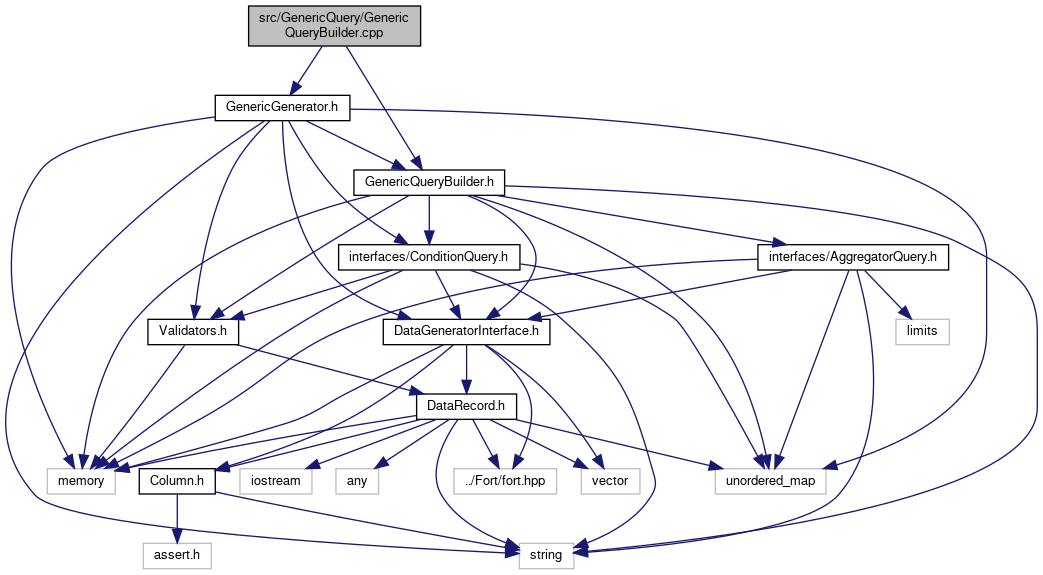 src/GenericQuery/Generic
QueryBuilder.cpp
GenericGenerator.h
GenericQueryBuilder.h
interfaces/ConditionQuery.h
interfaces/AggregatorQuery.h
Validators.h
DataGeneratorInterface.h
limits
DataRecord.h
memory
Column.h
iostream
any
../Fort/fort.hpp
vector
unordered_map
assert.h
string